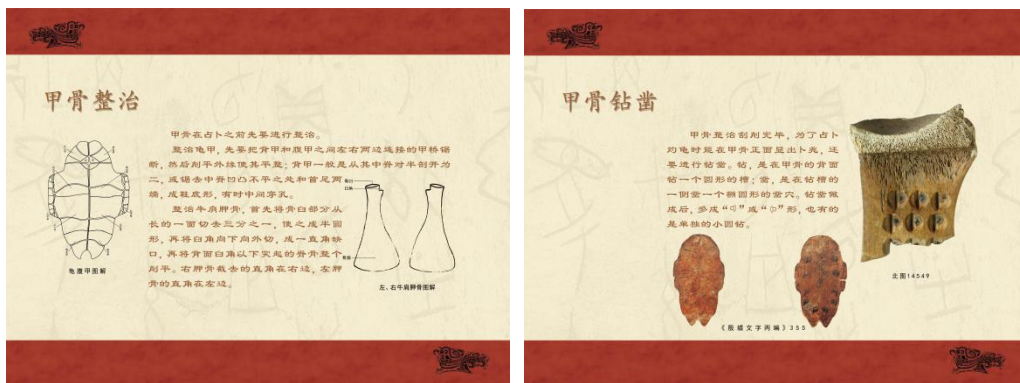 甲骨整治
甲骨在占卜之前先要进行整治。
整治龟甲，先要把背甲和腹甲之间左右两边连接的甲桥锯
断，然后削平外缘使其平整；背甲一般是从其中脊对半剖开为
二，或锯去中脊凹凸不平之处和首尾两
端，成鞋底形，有时中间穿孔。
整治牛肩胛骨，首先将骨臼部分从
长的一面切去三分之一，使之成半圆
形，再将臼角向下向外切，成一直角缺
口，再将背面臼角以下突起的脊骨整个
削平。右胛骨截去的直角在右边，左胛
骨的直角在左边。
龟腹甲图解
左、右牛肩胛骨图解
甲骨钻凿
甲骨整治刮削完毕，为了占卜
灼龟时能在甲骨正面显出卜兆，还
要进行钻凿。钻，是在甲骨的背面
钻一个圆形的槽；凿，是在钻槽的
一侧凿一个椭圆形的凿穴。钻凿做
成后，多成“ ”或“ ”形，也有的
是单独的小圆钻。
北图14549
《殷墟文字丙编》355